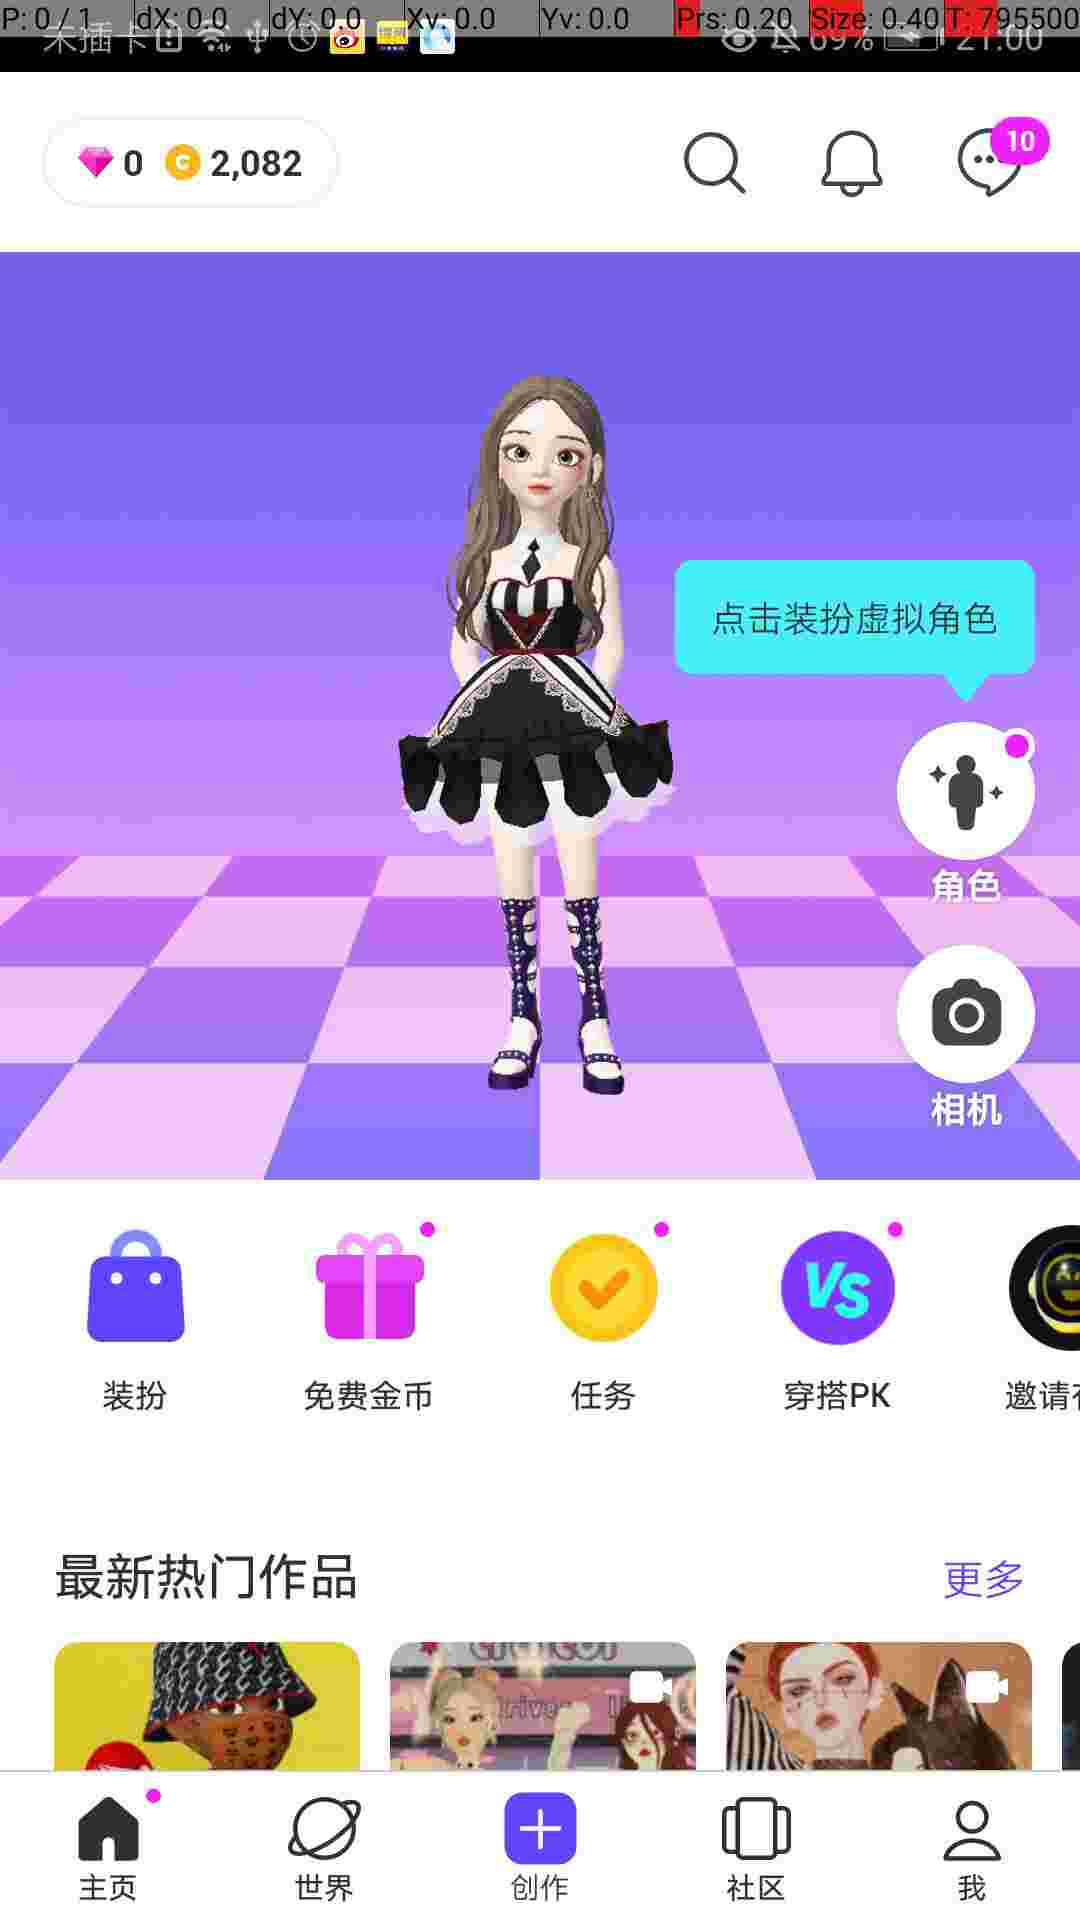 P: 0 / 1 dX: 0.0 dY: 0.0 Xv: 0.0 Yv: 0.0 Prs: 0.20 Size: 0.40 T: 795500
未插卡 69% 21:00
0 2,082 10
点击装扮虚拟角色
角色
相机
VS
装扮 免费金币 任务 穿搭PK 邀请
最新热门作品 更多
主页 世界 创作 社区 我